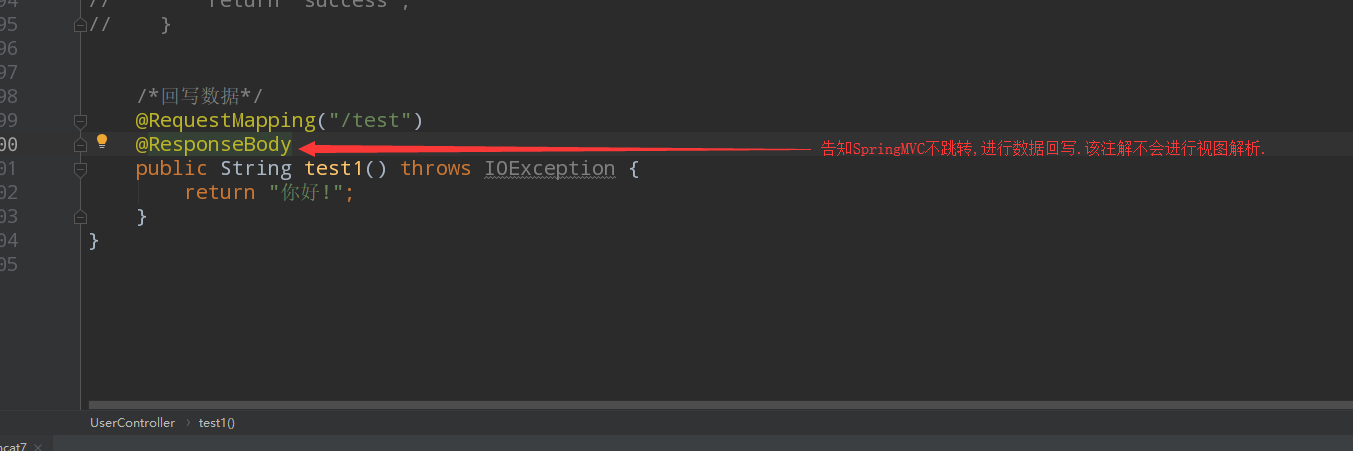 94 // return "success";
95 // }
96
97
98 /*回写数据*/
99 @RequestMapping("/test")
00 @ResponseBody 告知SpringMVC不跳转,进行数据回写.该注解不会进行视图解析.
01 public String test1() throws IOException {
02 return "你好!";
03 }
04 }
05
UserController › test1()
mcat7 ×